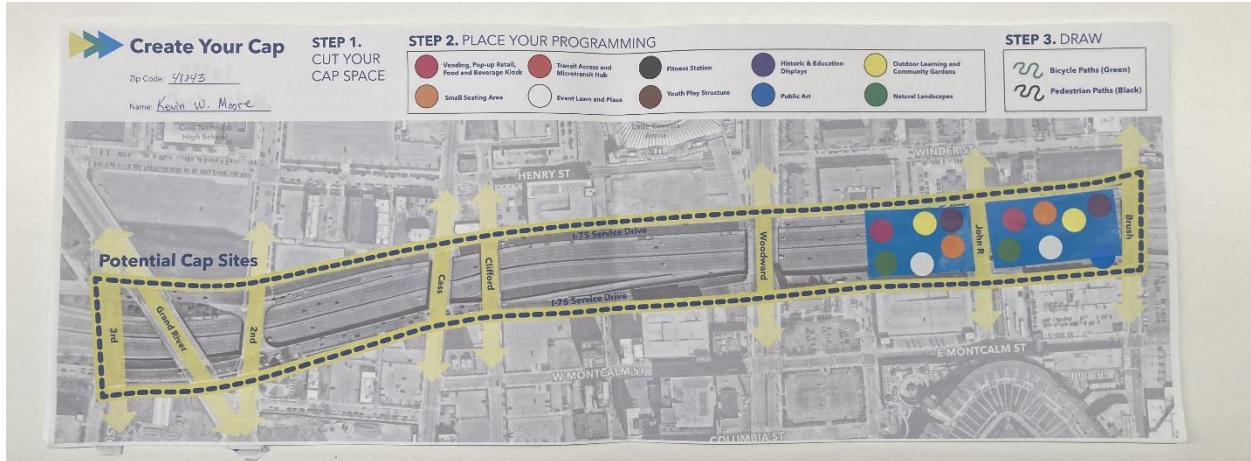 Create Your Cap
Zip Code: 48843
Name: Kevin W. Moore
STEP 1.
CUT YOUR
CAP SPACE
STEP 2. PLACE YOUR PROGRAMMING
Vending, Pop-up Retail,
Food and Beverage Kiosk
Transit Access and
Microtransit Hub
Fitness Station
Historic & Education
Displays
Outdoor Learning and
Community Gardens
Small Seating Area
Event Lawn and Plaza
Youth Play Structure
Public Art
Natural Landscapes
STEP 3. DRAW
Bicycle Paths (Green)
Pedestrian Paths (Black)
Cass Technical
High School
Little Caesars
Arena
HENRY ST
WINDER ST
I-75 Service Drive
Potential Cap Sites
3rd
Grand River
2nd
Cass
Clifford
Woodward
John R
Brush
I-75 Service Drive
W MONTCALM ST
E MONTCALM ST
COLUMBIA ST